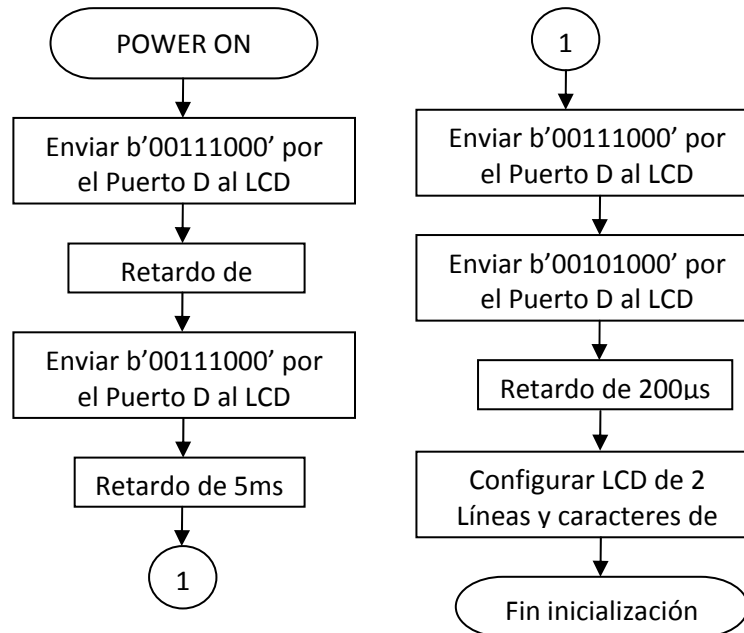 POWER ON
Enviar b’00111000’ por
el Puerto D al LCD
Retardo de
Enviar b’00111000’ por
el Puerto D al LCD
Retardo de 5ms
1
1
Enviar b’00111000’ por
el Puerto D al LCD
Enviar b’00101000’ por
el Puerto D al LCD
Retardo de 200µs
Configurar LCD de 2
Líneas y caracteres de
Fin inicialización